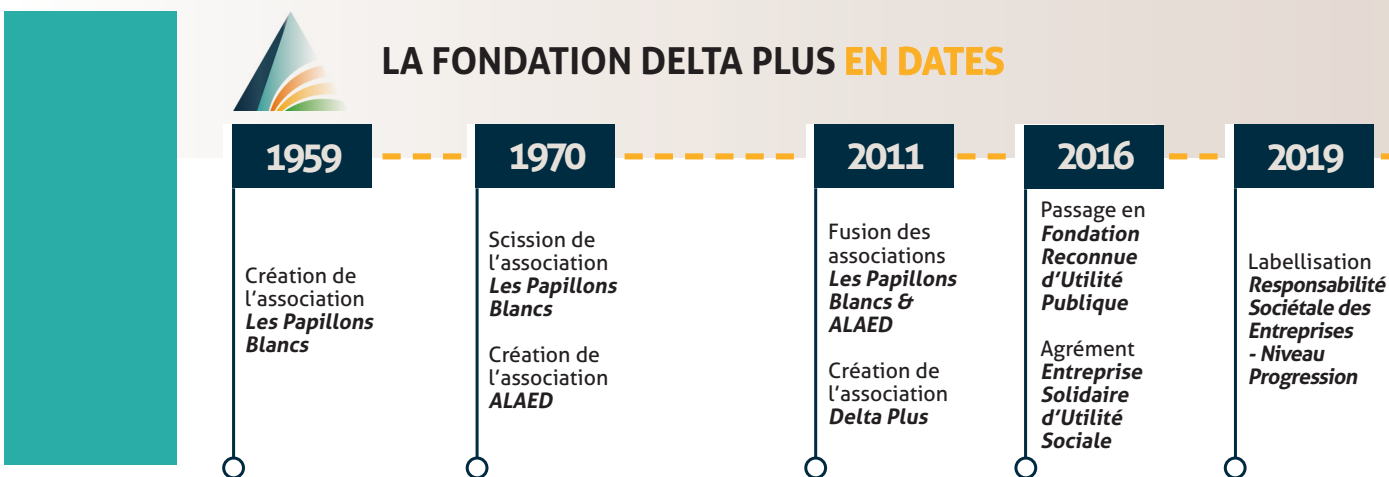 LA FONDATION DELTA PLUS EN DATES
1959
Création de
l'association
Les Papillons
Blancs
1970
Scission de
l'association
Les Papillons
Blancs
Création de
l'association
ALAED
2011
Fusion des
associations
Les Papillons
Blancs &
ALAED
Création de
l'association
Delta Plus
2016
Passage en
Fondation
Reconnue
d'Utilité
Publique
Agrément
Entreprise
Solidaire
d'Utilité
Sociale
2019
Labellisation
Responsabilité
Sociétale des
Entreprises
- Niveau
Progression